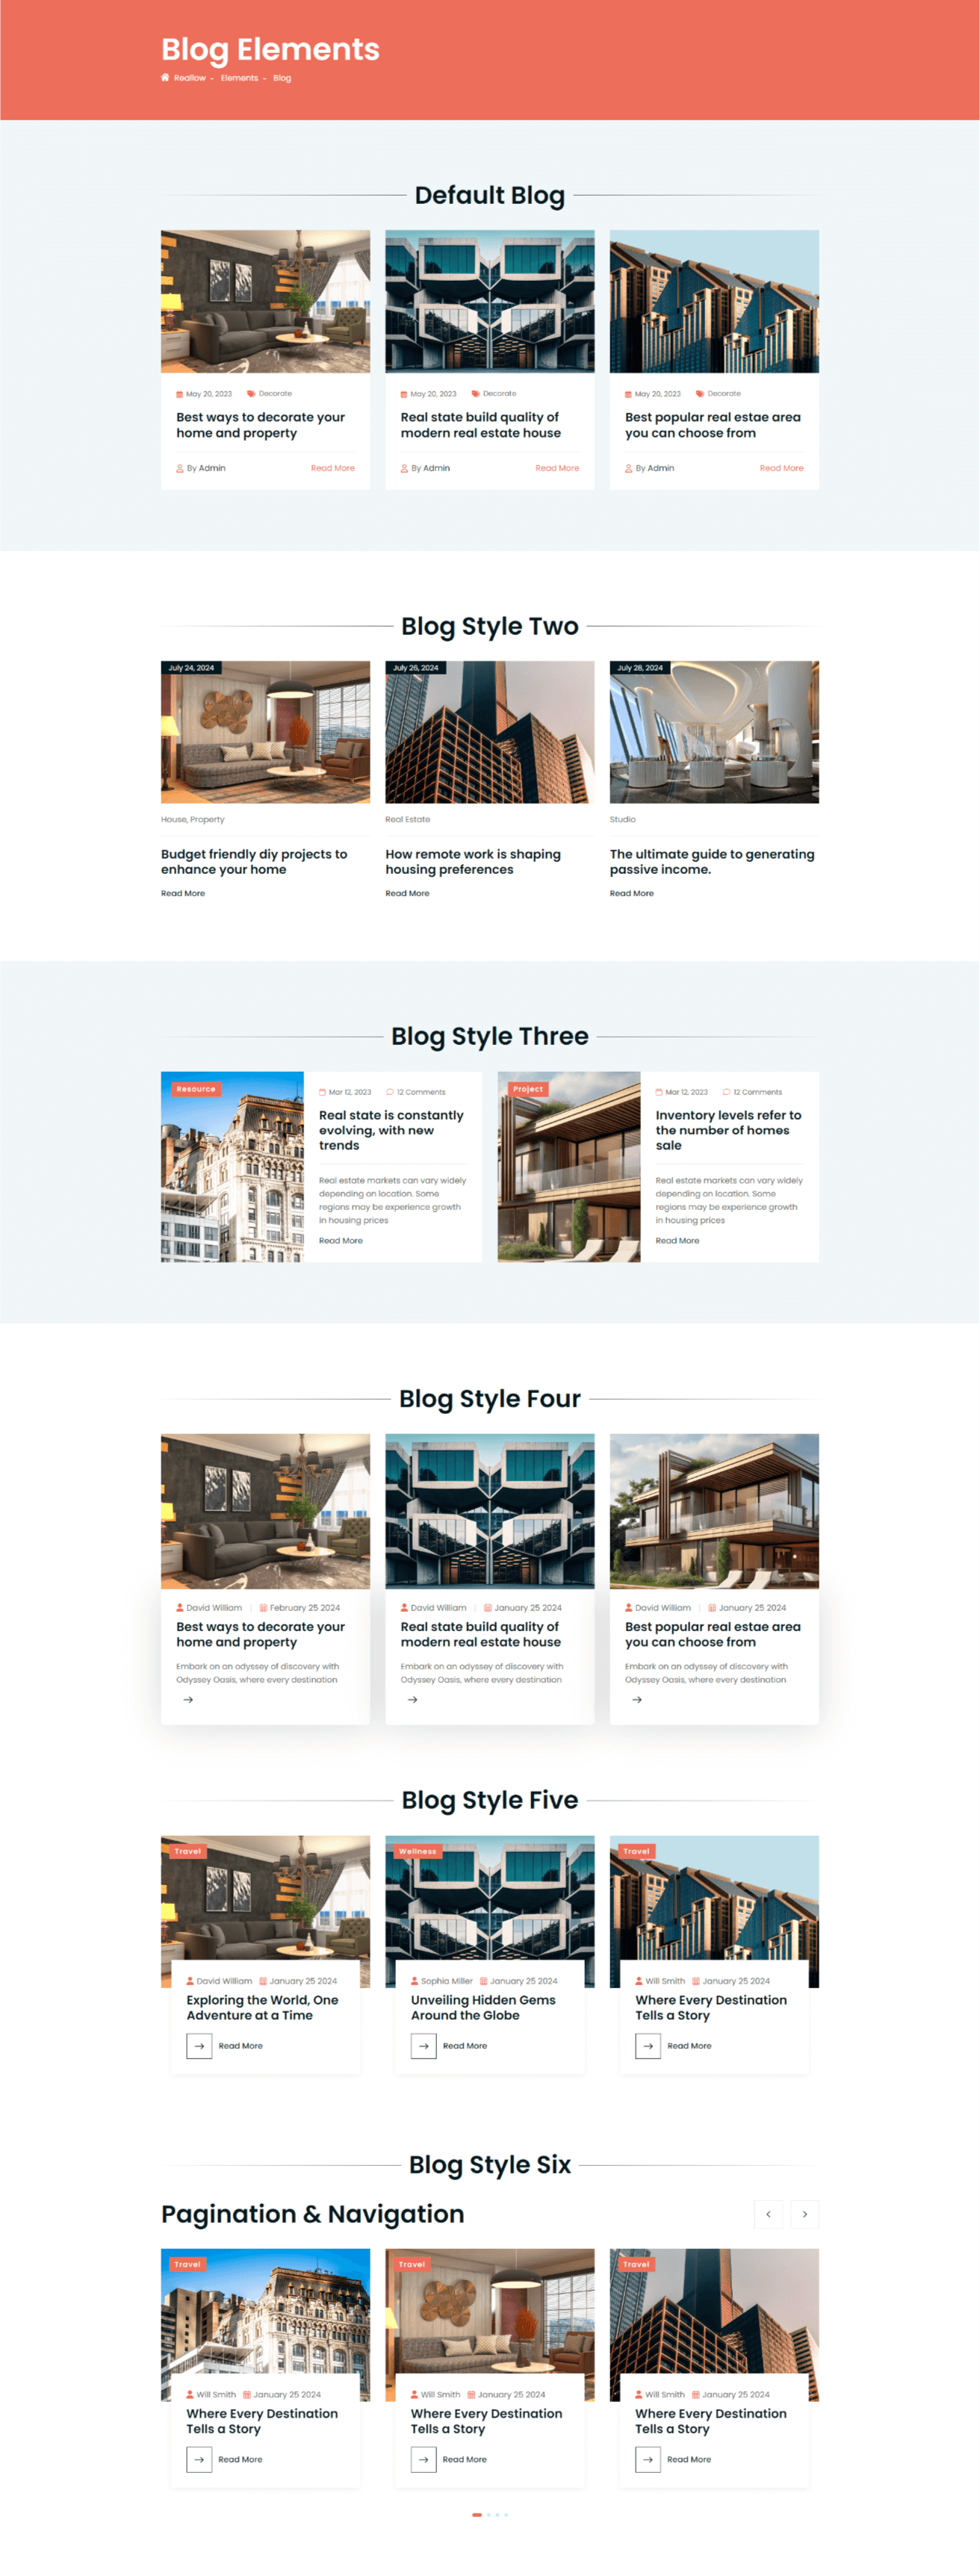 Blog Elements
Reallow - Elements - Blog
Default Blog
May 20, 2023 Decorate
Best ways to decorate your
home and property
By Admin Read More
May 20, 2023 Decorate
Real state build quality of
modern real estate house
By Admin Read More
May 20, 2023 Decorate
Best popular real estae area
you can choose from
By Admin Read More
Blog Style Two
July 24, 2024
House, Property
Budget friendly diy projects to
enhance your home
Read More
July 26, 2024
Real Estate
How remote work is shaping
housing preferences
Read More
July 28, 2024
Studio
The ultimate guide to generating
passive income.
Read More
Blog Style Three
Resource
Mar 12, 2023 12 Comments
Real state is constantly
evolving, with new
trends
Real estate markets can vary widely
depending on location. Some
regions may be experience growth
in housing prices
Read More
Project
Mar 12, 2023 12 Comments
Inventory levels refer to
the number of homes
sale
Real estate markets can vary widely
depending on location. Some
regions may be experience growth
in housing prices
Read More
Blog Style Four
David William | February 25 2024
Best ways to decorate your
home and property
Embark on an odyssey of discovery with
Odyssey Oasis, where every destination
David William | January 25 2024
Real state build quality of
modern real estate house
Embark on an odyssey of discovery with
Odyssey Oasis, where every destination
David William | January 25 2024
Best popular real estae area
you can choose from
Embark on an odyssey of discovery with
Odyssey Oasis, where every destination
Blog Style Five
Travel
David William January 25 2024
Exploring the World, One
Adventure at a Time
Read More
Wellness
Sophia Miller January 25 2024
Unveiling Hidden Gems
Around the Globe
Read More
Travel
Will Smith January 25 2024
Where Every Destination
Tells a Story
Read More
Blog Style Six
Pagination & Navigation
Travel
Will Smith January 25 2024
Where Every Destination
Tells a Story
Read More
Travel
Will Smith January 25 2024
Where Every Destination
Tells a Story
Read More
Travel
Will Smith January 25 2024
Where Every Destination
Tells a Story
Read More